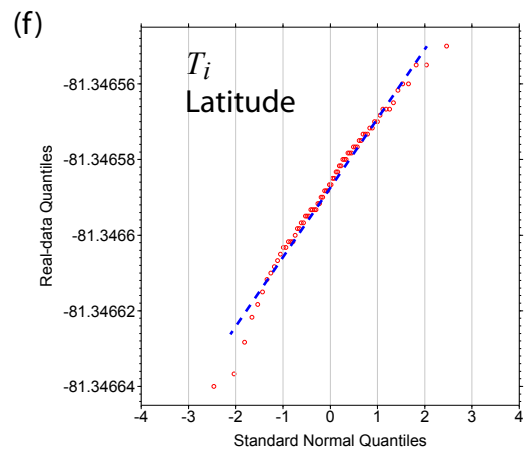 (f)
T_i
Latitude
Real-data Quantiles
-81.34656
-81.34658
-81.3466
-81.34662
-81.34664
-4 -3 -2 -1 0 1 2 3 4
Standard Normal Quantiles